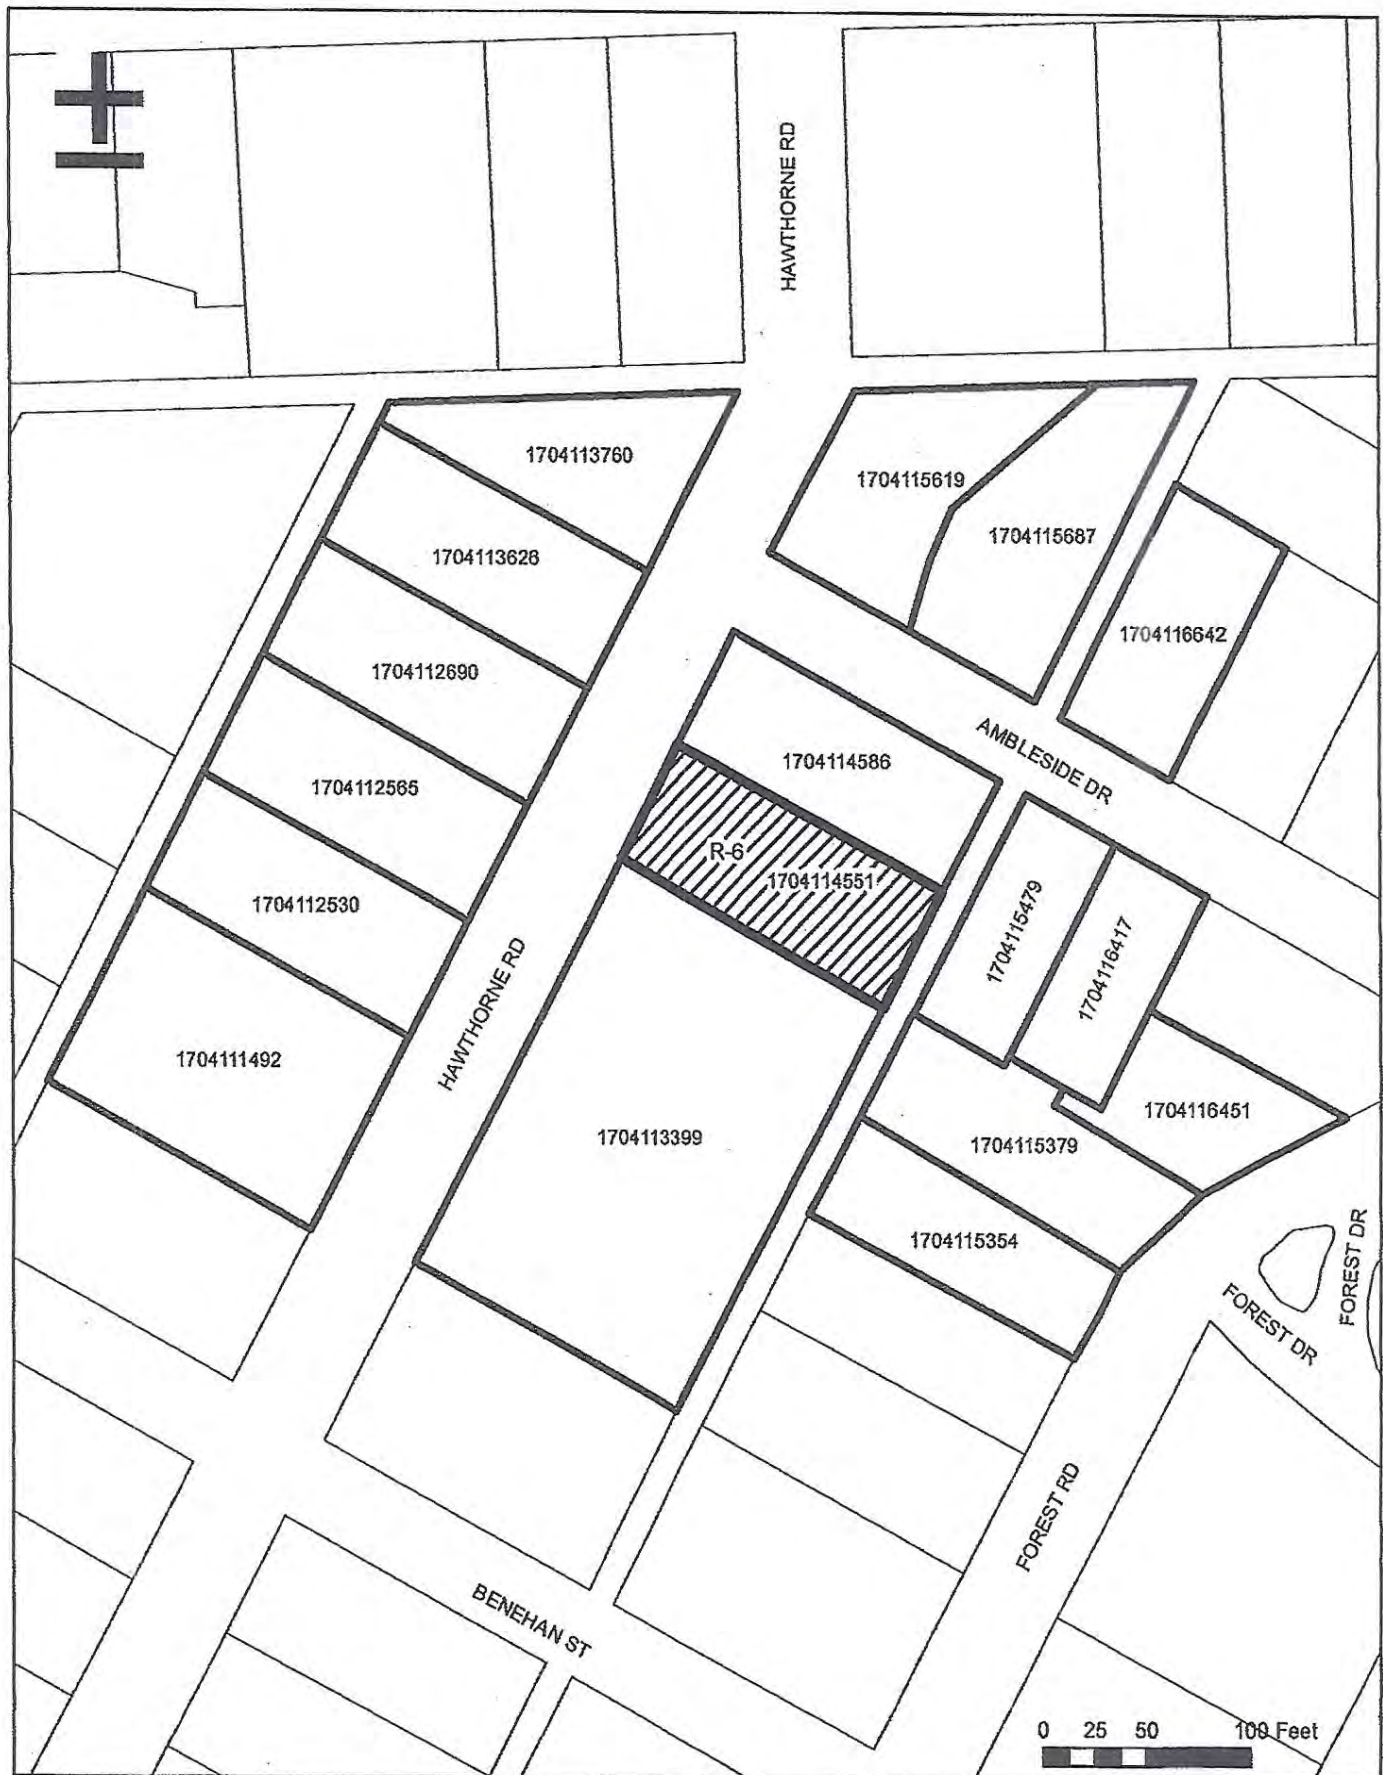 HAWTHORNE RD
1704113760
1704115619
1704113628
1704115687
1704116642
1704112690
AMBLESIDE DR
1704114586
1704112565
R-6
1704114551
1704112530
1704115479
1704116417
HAWTHORNE RD
1704111492
1704113399
1704116451
1704115379
1704115354
FOREST DR
FOREST DR
FOREST RD
BENEHAN ST
0 25 50 100 Feet